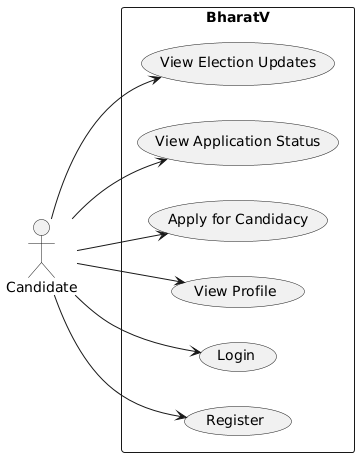 BharatV
View Election Updates
View Application Status
Apply for Candidacy
View Profile
Candidate
Login
Register